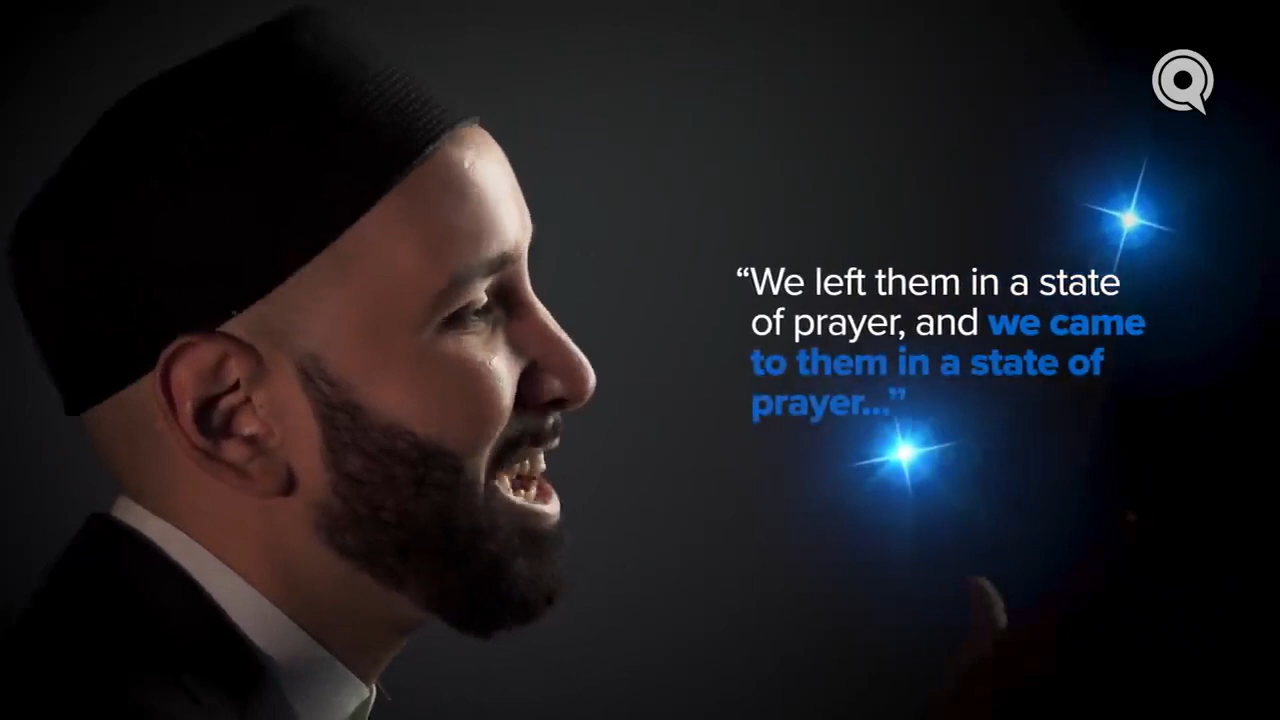 “We left them in a state
of prayer, and we came
to them in a state of
prayer...”